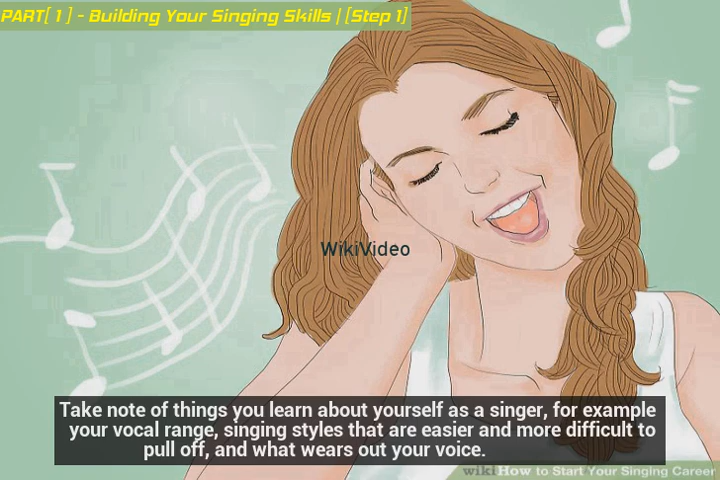 PART[ 1 ] - Building Your Singing Skills | [Step 1]
WikiVideo
Take note of things you learn about yourself as a singer, for example
your vocal range, singing styles that are easier and more difficult to
pull off, and what wears out your voice.
wikiHow to Start Your Singing Career